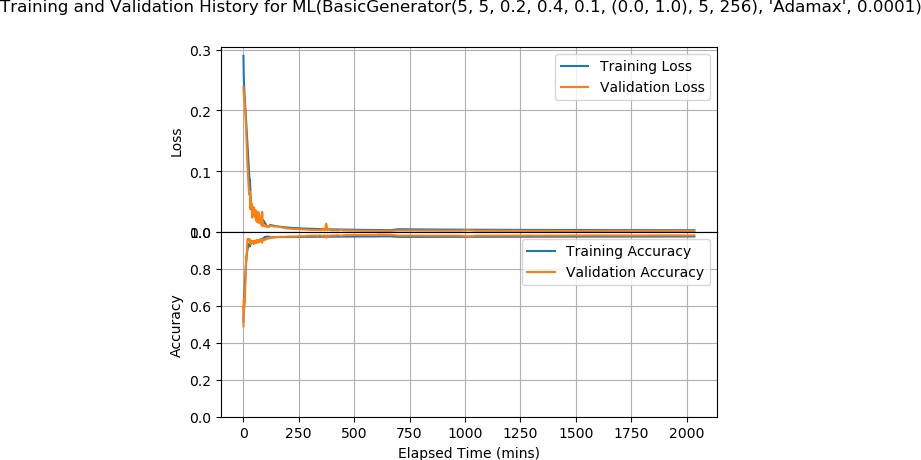 Training and Validation History for ML(BasicGenerator(5, 5, 0.2, 0.4, 0.1, (0.0, 1.0), 5, 256), 'Adamax', 0.0001)
0.3
Training Loss
Validation Loss
0.2
Loss
0.1
0.0
1.0
Training Accuracy
Validation Accuracy
0.8
0.6
Accuracy
0.4
0.2
0.0
0 250 500 750 1000 1250 1500 1750 2000
Elapsed Time (mins)